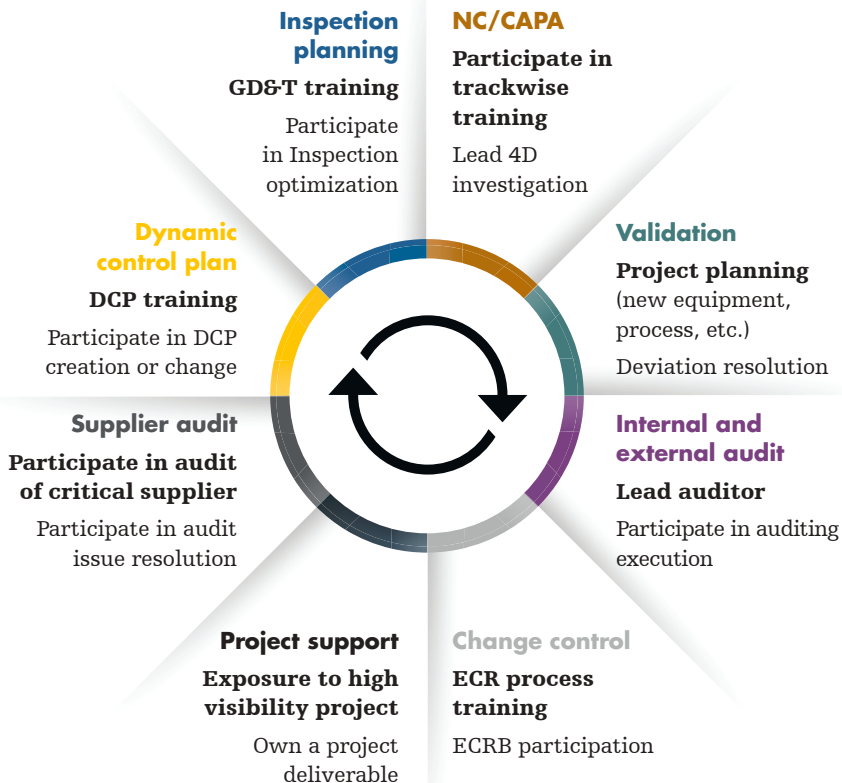 Inspection
planning
GD&T training
Participate
in Inspection
optimization
NC/CAPA
Participate in
trackwise
training
Lead 4D
investigation
Dynamic
control plan
DCP training
Participate in DCP
creation or change
Validation
Project planning
(new equipment,
process, etc.)
Deviation resolution
Supplier audit
Participate in audit
of critical supplier
Participate in audit
issue resolution
Internal and
external audit
Lead auditor
Participate in auditing
execution
Project support
Exposure to high
visibility project
Own a project
deliverable
Change control
ECR process
training
ECRB participation